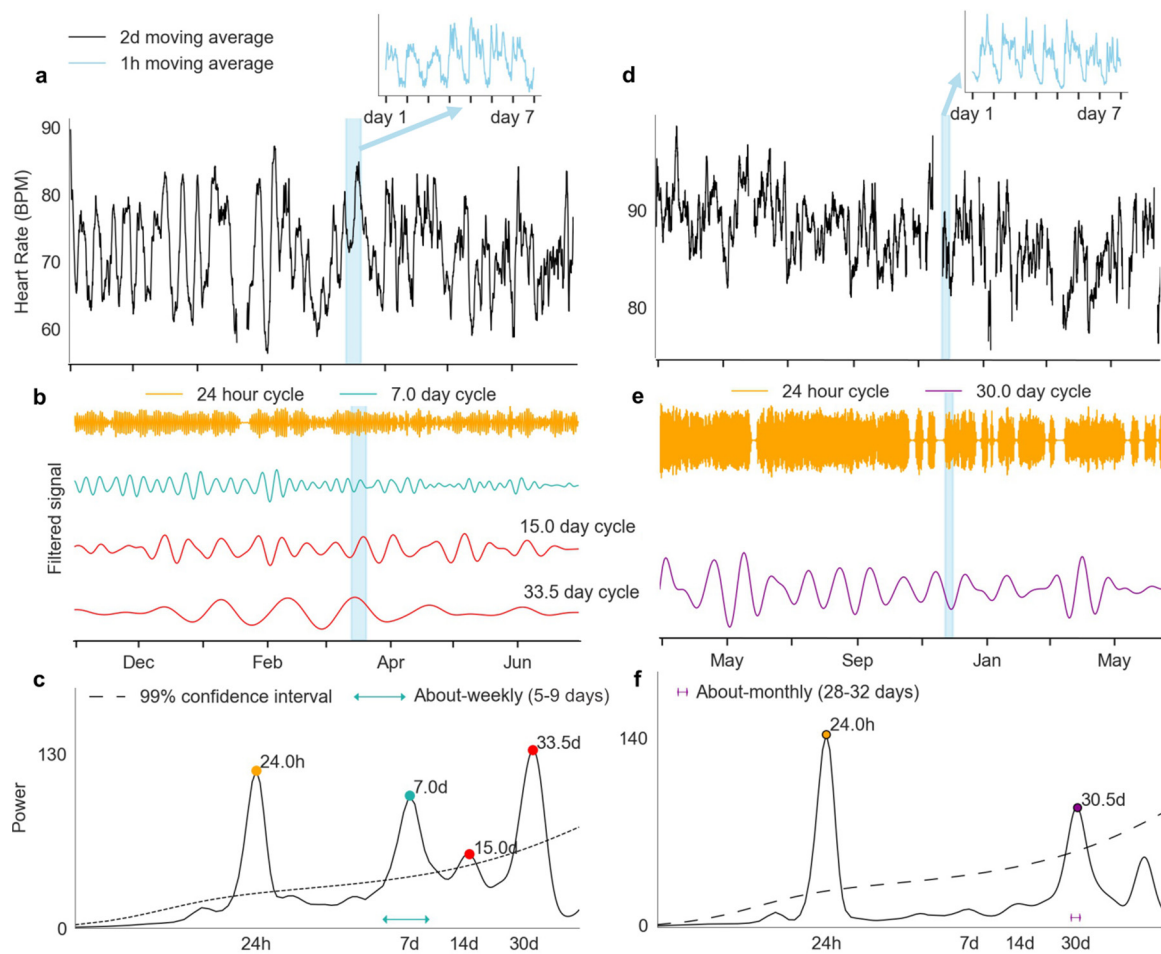 2d moving average
1h moving average
a
day 1
day 7
d
day 1
day 7
Heart Rate (BPM)
90
80
70
60
90
80
b
24 hour cycle
7.0 day cycle
15.0 day cycle
33.5 day cycle
Filtered signal
Dec
Feb
Apr
Jun
e
24 hour cycle
30.0 day cycle
May
Sep
Jan
May
c
99% confidence interval
About-weekly (5-9 days)
130
0
Power
24.0h
7.0d
15.0d
33.5d
24h
7d
14d
30d
f
About-monthly (28-32 days)
140
0
24.0h
30.5d
24h
7d
14d
30d